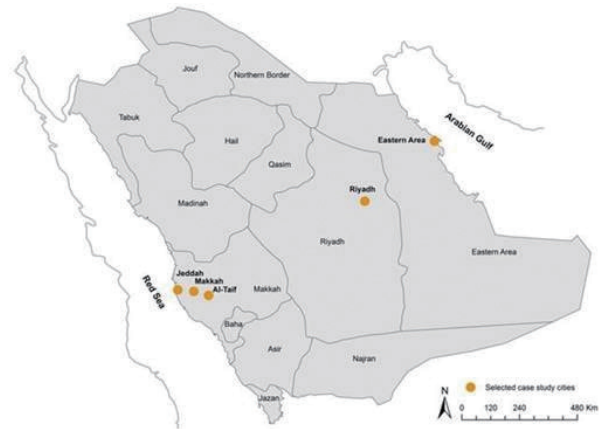 Jouf
Northern Border
Tabuk
Hail
Eastern Area
Arabian Gulf
Qasim
Riyadh
Madinah
Riyadh
Eastern Area
Jeddah
Makkah
Al-Taif
Makkah
Red Sea
Baha
Asir
Najran
Jazan
N
Selected case study cities
0 120 240 480 Km